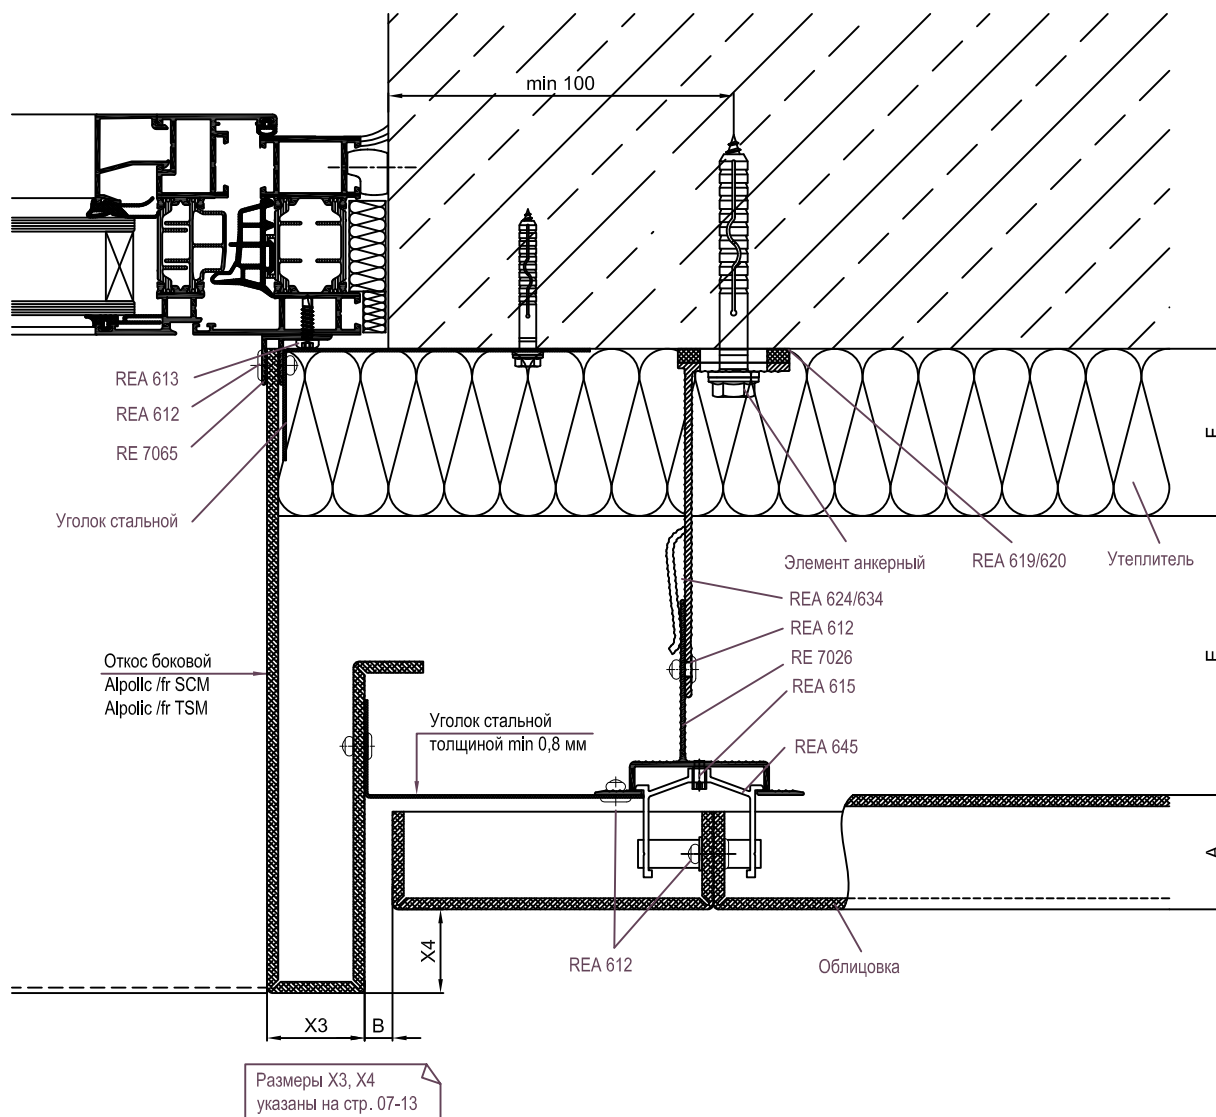 min 100
REA 613
REA 612
RE 7065
Уголок стальной
Элемент анкерный
REA 619/620
Утеплитель
REA 624/634
REA 612
RE 7026
REA 615
REA 645
Откос боковой
Alpolic /fr SCM
Alpolic /fr TSM
Уголок стальной
толщиной min 0,8 мм
X4
REA 612
Облицовка
X3
B
Размеры X3, X4
указаны на стр. 07-13